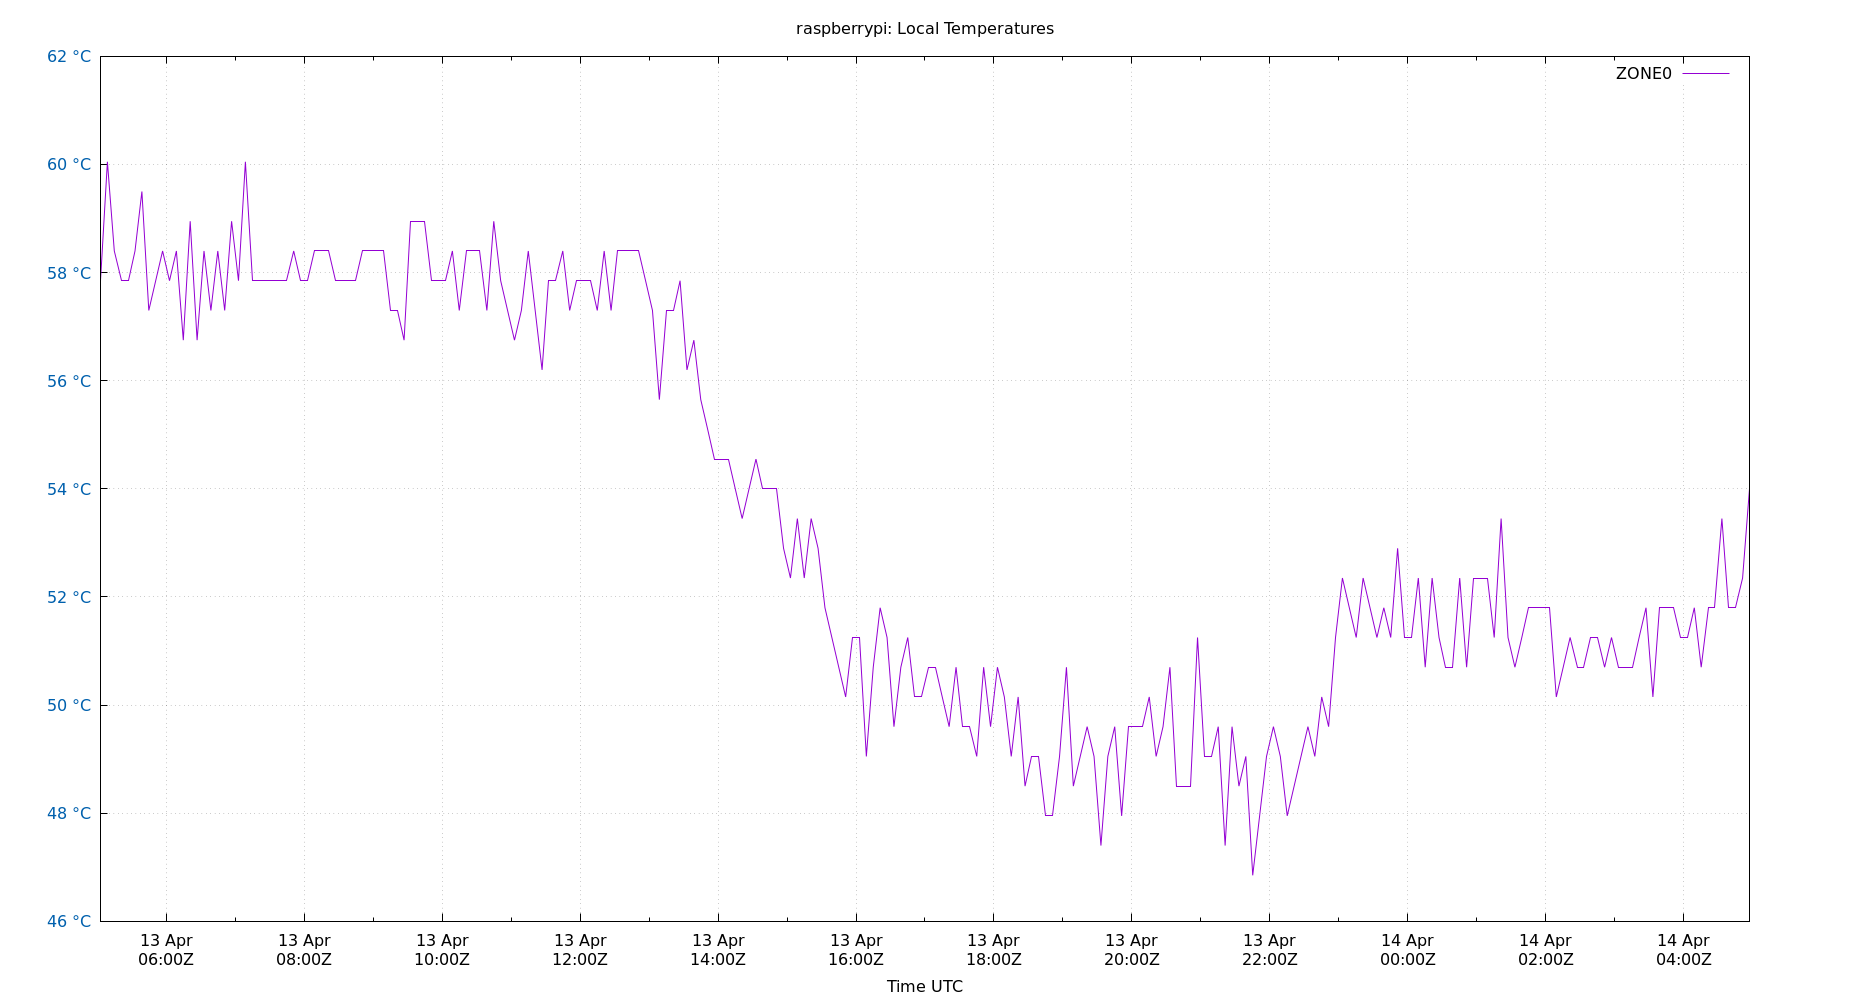 raspberrypi: Local Temperatures
ZONE0
62 °C
60 °C
58 °C
56 °C
54 °C
52 °C
50 °C
48 °C
46 °C
13 Apr 13 Apr 13 Apr 13 Apr 13 Apr 13 Apr 13 Apr 13 Apr 13 Apr 14 Apr 14 Apr 14 Apr
06:00Z 08:00Z 10:00Z 12:00Z 14:00Z 16:00Z 18:00Z 20:00Z 22:00Z 00:00Z 02:00Z 04:00Z
Time UTC